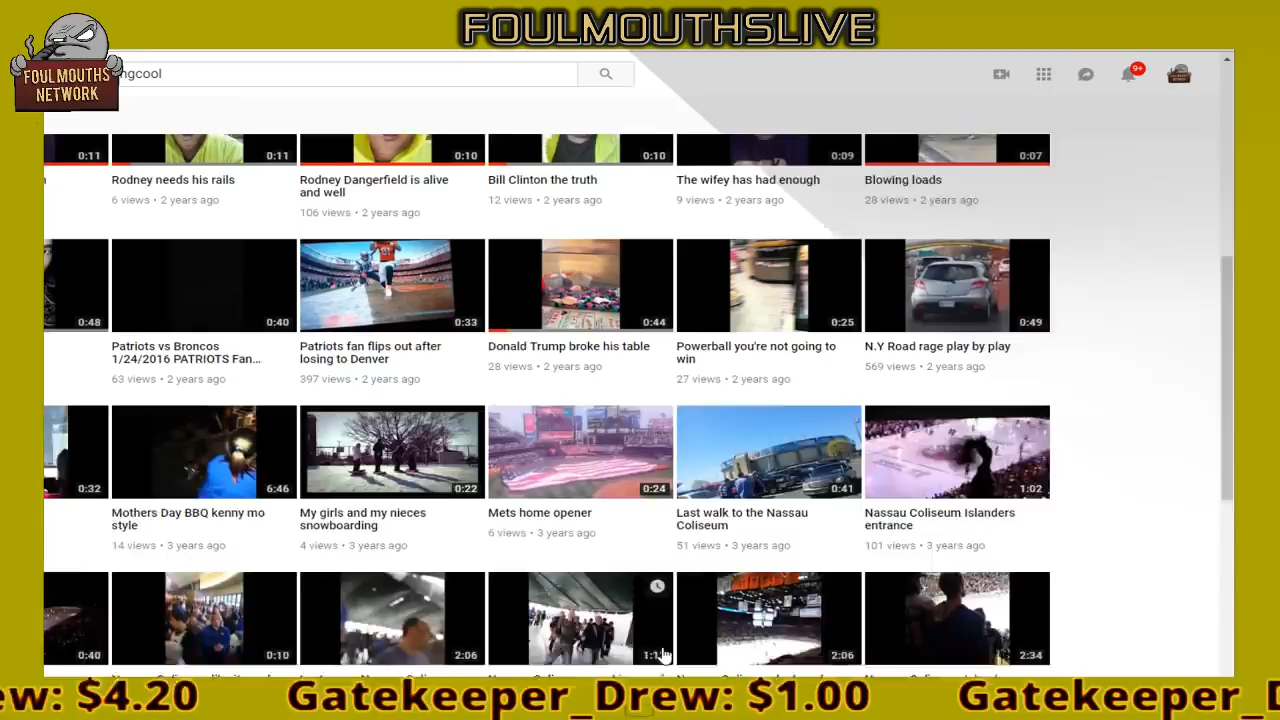 FOULMOUTHSLIVE
FOULMOUTHS
NETWORK
ngcool
9+
0:11
0:11
0:10
0:10
0:09
0:07
Rodney needs his rails
6 views • 2 years ago
Rodney Dangerfield is alive
and well
106 views • 2 years ago
Bill Clinton the truth
12 views • 2 years ago
The wifey has had enough
9 views • 2 years ago
Blowing loads
28 views • 2 years ago
0:48
0:40
0:33
0:44
0:25
0:49
Patriots vs Broncos
1/24/2016 PATRIOTS Fan...
63 views • 2 years ago
Patriots fan flips out after
losing to Denver
397 views • 2 years ago
Donald Trump broke his table
28 views • 2 years ago
Powerball you're not going to
win
27 views • 2 years ago
N.Y Road rage play by play
569 views • 2 years ago
0:32
6:46
0:22
0:24
0:41
1:02
Mothers Day BBQ kenny mo
style
14 views • 3 years ago
My girls and my nieces
snowboarding
4 views • 3 years ago
Mets home opener
6 views • 3 years ago
Last walk to the Nassau
Coliseum
51 views • 3 years ago
Nassau Coliseum Islanders
entrance
101 views • 3 years ago
0:40
0:10
2:06
2:06
2:34
ew: $4.20 Gatekeeper_Drew: $1.00 Gatekeeper_D